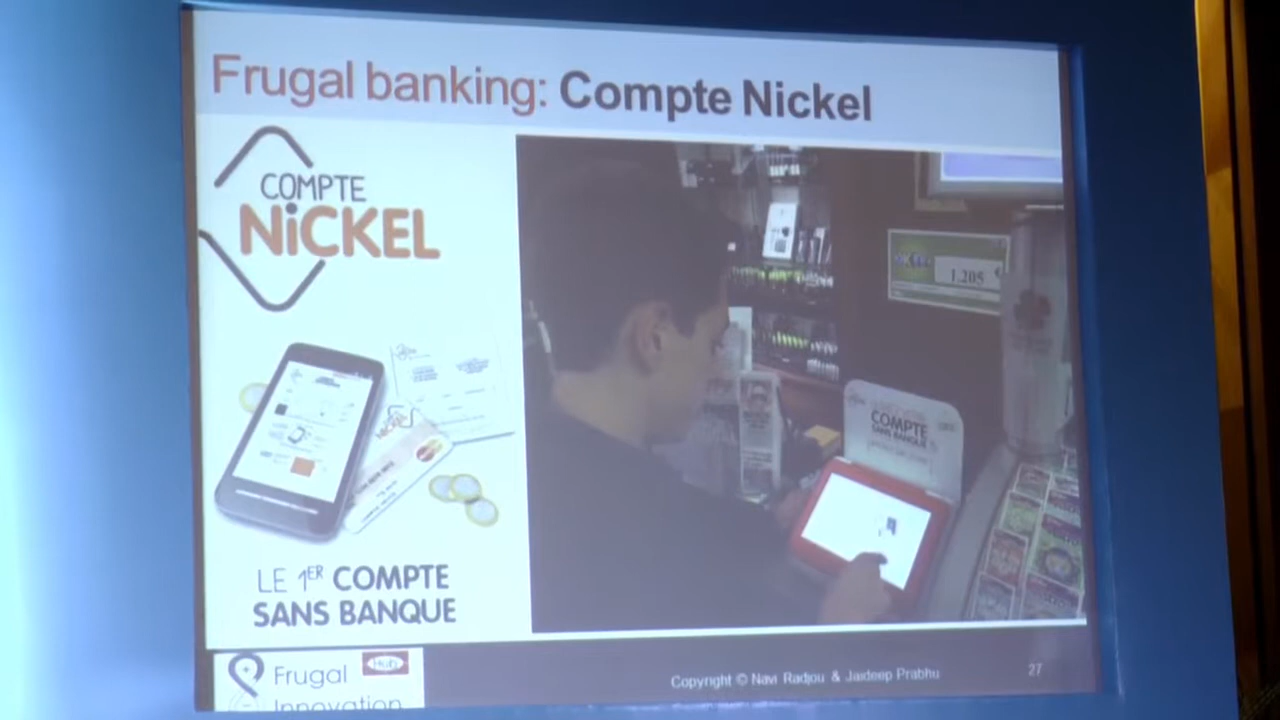 Frugal banking: Compte Nickel
COMPTE
NiCKEL
LE 1ER COMPTE
SANS BANQUE
1,205 €
COMPTE
SANS BANQUE
Frugal
Hub
Innovation
Copyright © Navi Radjou & Jaideep Prabhu
27